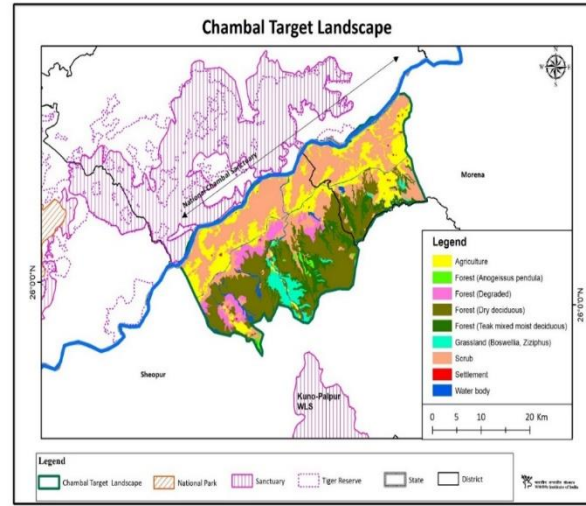 Chambal Target Landscape
N
W
E
S
National Chambal Sanctuary
Morena
26°0'0"N
26°0'0"N
Sheopur
Kuno-Palpur
WLS
Legend
Agriculture
Forest (Anogeissus pendula)
Forest (Degraded)
Forest (Dry deciduous)
Forest (Teak mixed moist deciduous)
Grassland (Boswellia, Ziziphus)
Scrub
Settlement
Water body
0 5 10 20 Km
Legend
Chambal Target Landscape
National Park
Sanctuary
Tiger Reserve
State
District